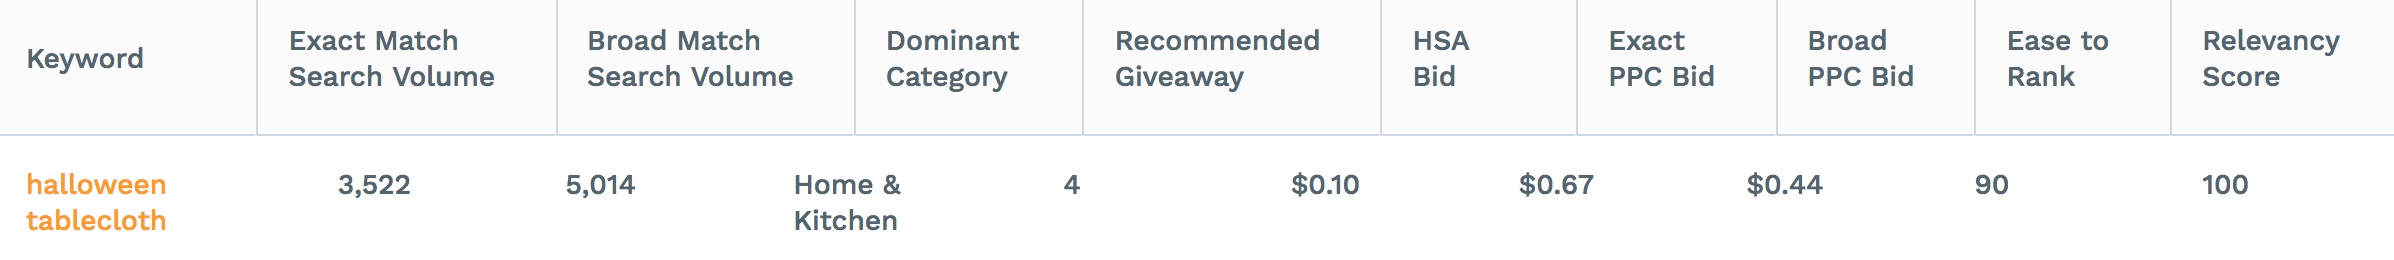 Keyword
Exact Match
Search Volume
Broad Match
Search Volume
Dominant
Category
Recommended
Giveaway
HSA
Bid
Exact
PPC Bid
Broad
PPC Bid
Ease to
Rank
Relevancy
Score
halloween
tablecloth
3,522
5,014
Home &
Kitchen
4
$0.10
$0.67
$0.44
90
100